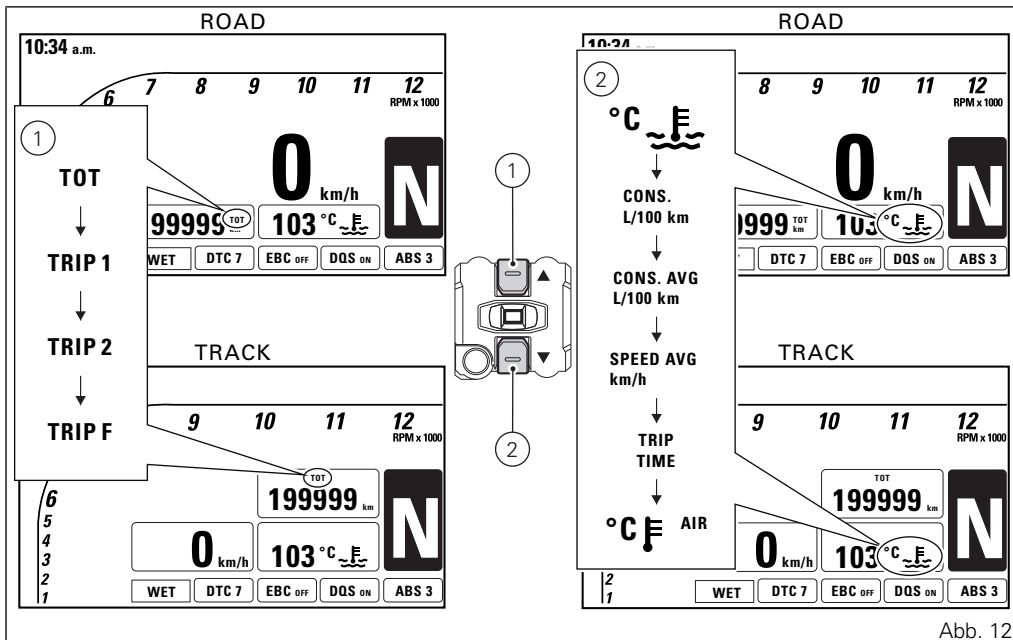 ROAD
10:34 a.m.
6 7 8 9 10 11 12
RPM x 1000
1
TOT
TRIP 1
TRIP 2
TRIP F
0 km/h
N
99999 TOT
103 °C
WET DTC 7 EBC OFF DQS ON ABS 3
TRACK
9 10 11 12
RPM x 1000
6
5
4
3
2
1
TOT
199999 km
N
0 km/h
103 °C
WET DTC 7 EBC OFF DQS ON ABS 3
1
2
ROAD
10:34
8 9 10 11 12
RPM x 1000
2
°C
CONS.
L/100 km
CONS. AVG
L/100 km
SPEED AVG
km/h
TRIP
TIME
°C AIR
0 km/h
N
9999 TOT
km
103 °C
DTC 7 EBC OFF DQS ON ABS 3
TRACK
9 10 11 12
RPM x 1000
2
1
TOT
199999 km
N
0 km/h
103 °C
WET DTC 7 EBC OFF DQS ON ABS 3
Abb. 12